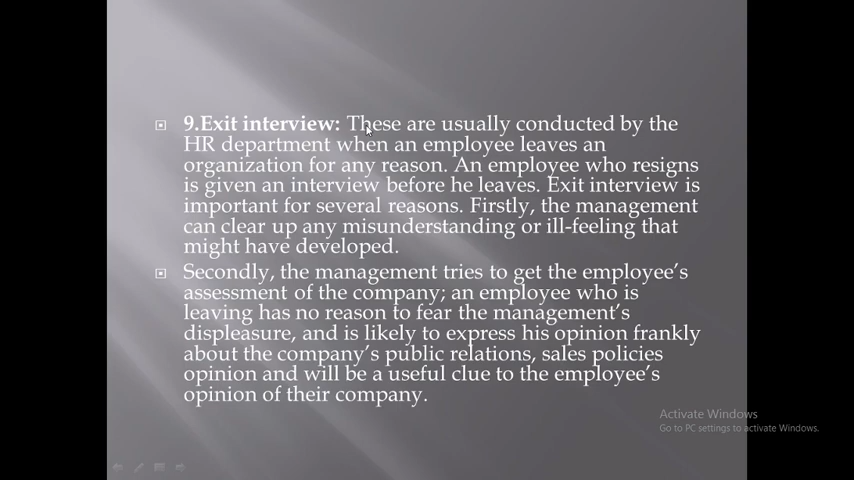 9.Exit interview: These are usually conducted by the
HR department when an employee leaves an
organization for any reason. An employee who resigns
is given an interview before he leaves. Exit interview is
important for several reasons. Firstly, the management
can clear up any misunderstanding or ill-feeling that
might have developed.
Secondly, the management tries to get the employee's
assessment of the company; an employee who is
leaving has no reason to fear the management's
displeasure, and is likely to express his opinion frankly
about the company's public relations, sales policies
opinion and will be a useful clue to the employee's
opinion of their company.
Activate Windows
Go to PC settings to activate Windows.